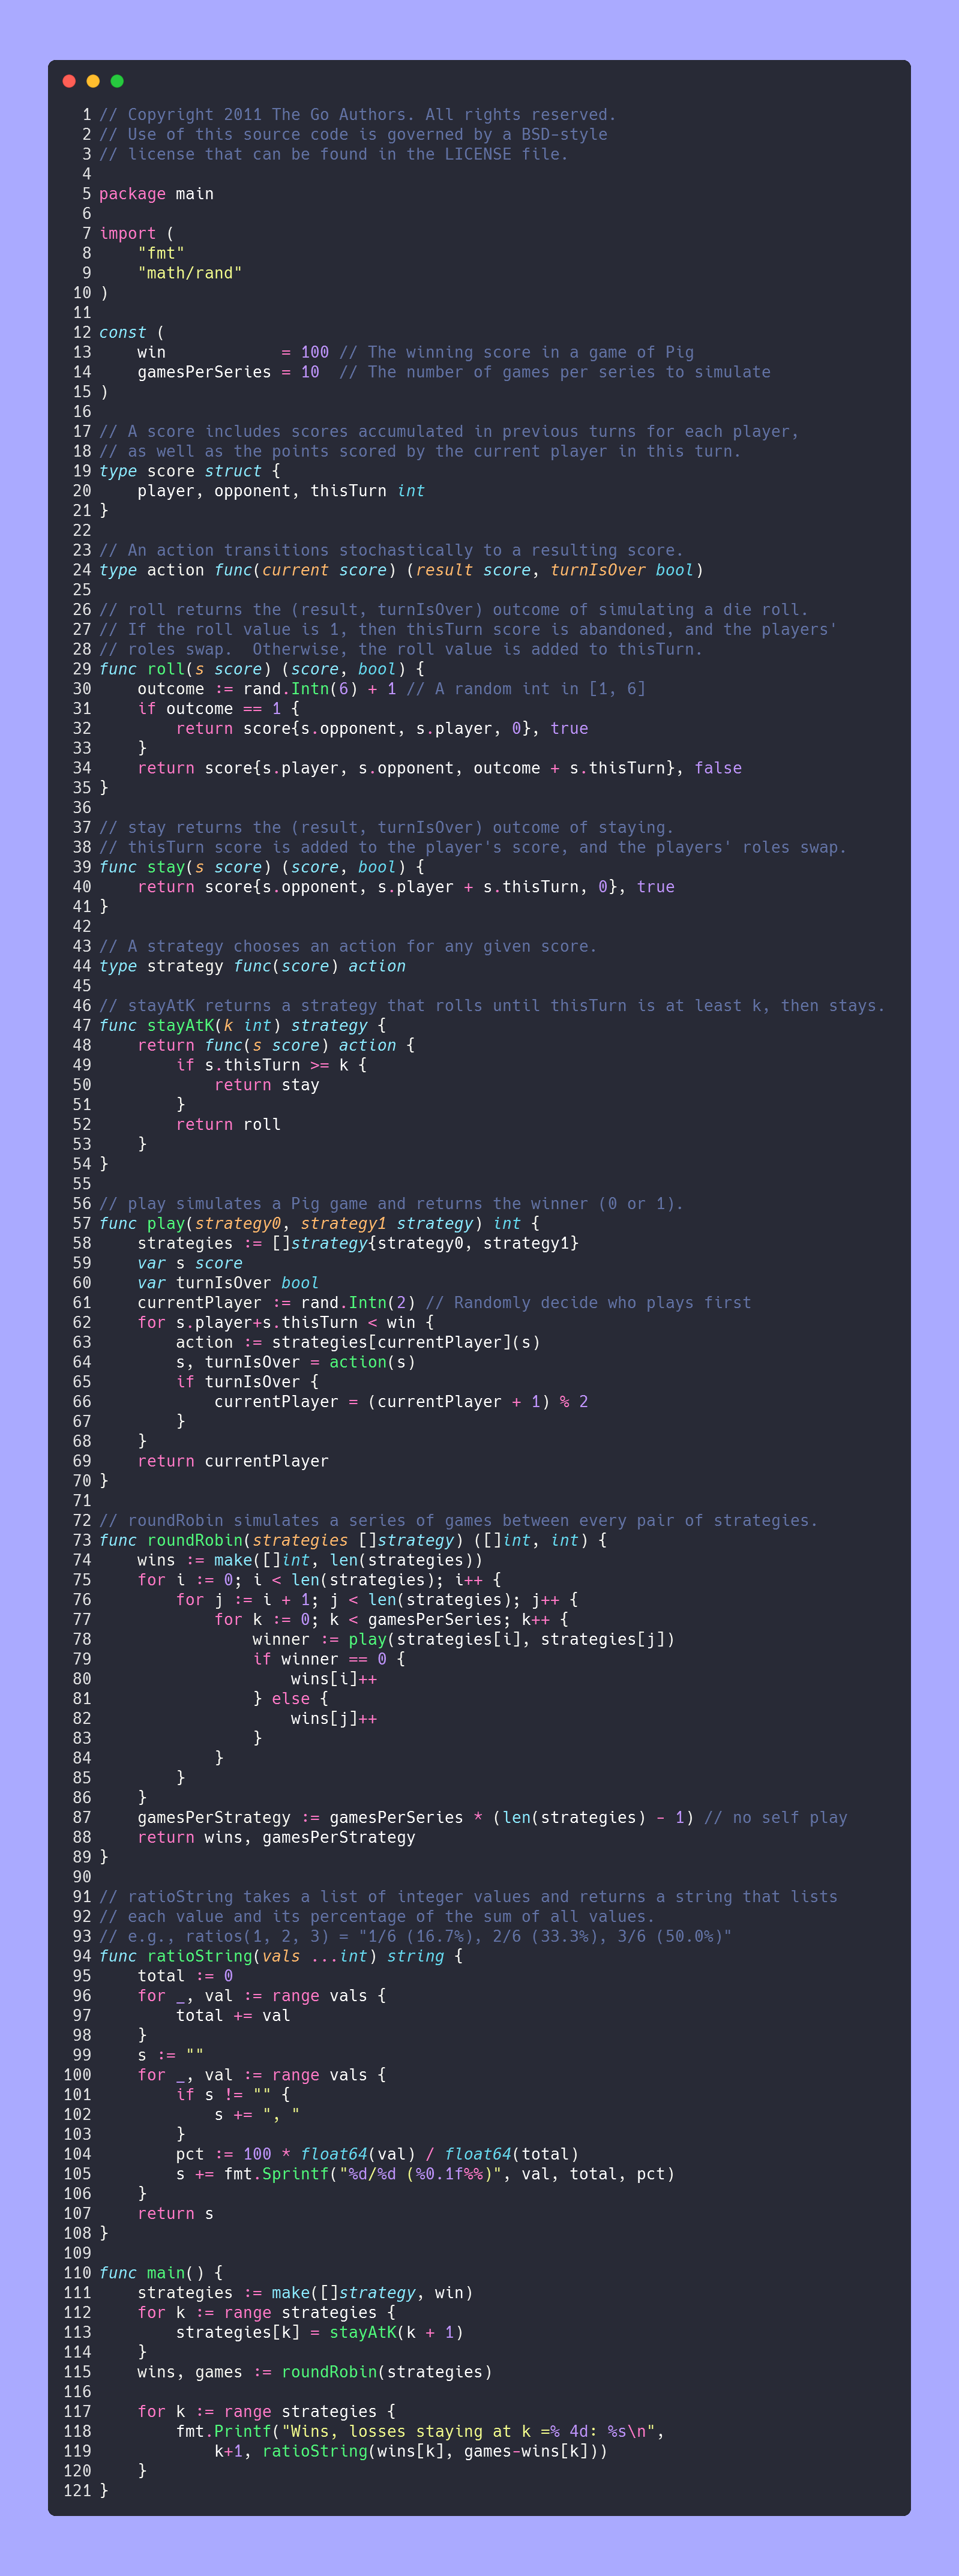 1 // Copyright 2011 The Go Authors. All rights reserved.
2 // Use of this source code is governed by a BSD-style
3 // license that can be found in the LICENSE file.
4
5 package main
6
7 import (
8     "fmt"
9     "math/rand"
10 )
11
12 const (
13     win            = 100 // The winning score in a game of Pig
14     gamesPerSeries = 10  // The number of games per series to simulate
15 )
16
17 // A score includes scores accumulated in previous turns for each player,
18 // as well as the points scored by the current player in this turn.
19 type score struct {
20     player, opponent, thisTurn int
21 }
22
23 // An action transitions stochastically to a resulting score.
24 type action func(current score) (result score, turnIsOver bool)
25
26 // roll returns the (result, turnIsOver) outcome of simulating a die roll.
27 // If the roll value is 1, then thisTurn score is abandoned, and the players'
28 // roles swap.  Otherwise, the roll value is added to thisTurn.
29 func roll(s score) (score, bool) {
30     outcome := rand.Intn(6) + 1 // A random int in [1, 6]
31     if outcome == 1 {
32         return score{s.opponent, s.player, 0}, true
33     }
34     return score{s.player, s.opponent, outcome + s.thisTurn}, false
35 }
36
37 // stay returns the (result, turnIsOver) outcome of staying.
38 // thisTurn score is added to the player's score, and the players' roles swap.
39 func stay(s score) (score, bool) {
40     return score{s.opponent, s.player + s.thisTurn, 0}, true
41 }
42
43 // A strategy chooses an action for any given score.
44 type strategy func(score) action
45
46 // stayAtK returns a strategy that rolls until thisTurn is at least k, then stays.
47 func stayAtK(k int) strategy {
48     return func(s score) action {
49         if s.thisTurn >= k {
50             return stay
51         }
52         return roll
53     }
54 }
55
56 // play simulates a Pig game and returns the winner (0 or 1).
57 func play(strategy0, strategy1 strategy) int {
58     strategies := []strategy{strategy0, strategy1}
59     var s score
60     var turnIsOver bool
61     currentPlayer := rand.Intn(2) // Randomly decide who plays first
62     for s.player+s.thisTurn < win {
63         action := strategies[currentPlayer](s)
64         s, turnIsOver = action(s)
65         if turnIsOver {
66             currentPlayer = (currentPlayer + 1) % 2
67         }
68     }
69     return currentPlayer
70 }
71
72 // roundRobin simulates a series of games between every pair of strategies.
73 func roundRobin(strategies []strategy) ([]int, int) {
74     wins := make([]int, len(strategies))
75     for i := 0; i < len(strategies); i++ {
76         for j := i + 1; j < len(strategies); j++ {
77             for k := 0; k < gamesPerSeries; k++ {
78                 winner := play(strategies[i], strategies[j])
79                 if winner == 0 {
80                     wins[i]++
81                 } else {
82                     wins[j]++
83                 }
84             }
85         }
86     }
87     gamesPerStrategy := gamesPerSeries * (len(strategies) - 1) // no self play
88     return wins, gamesPerStrategy
89 }
90
91 // ratioString takes a list of integer values and returns a string that lists
92 // each value and its percentage of the sum of all values.
93 // e.g., ratios(1, 2, 3) = "1/6 (16.7%), 2/6 (33.3%), 3/6 (50.0%)"
94 func ratioString(vals ...int) string {
95     total := 0
96     for _, val := range vals {
97         total += val
98     }
99     s := ""
100     for _, val := range vals {
101         if s != "" {
102             s += ", "
103         }
104         pct := 100 * float64(val) / float64(total)
105         s += fmt.Sprintf("%d/%d (%0.1f%%)", val, total, pct)
106     }
107     return s
108 }
109
110 func main() {
111     strategies := make([]strategy, win)
112     for k := range strategies {
113         strategies[k] = stayAtK(k + 1)
114     }
115     wins, games := roundRobin(strategies)
116
117     for k := range strategies {
118         fmt.Printf("Wins, losses staying at k =% 4d: %s\n",
119             k+1, ratioString(wins[k], games-wins[k]))
120     }
121 }